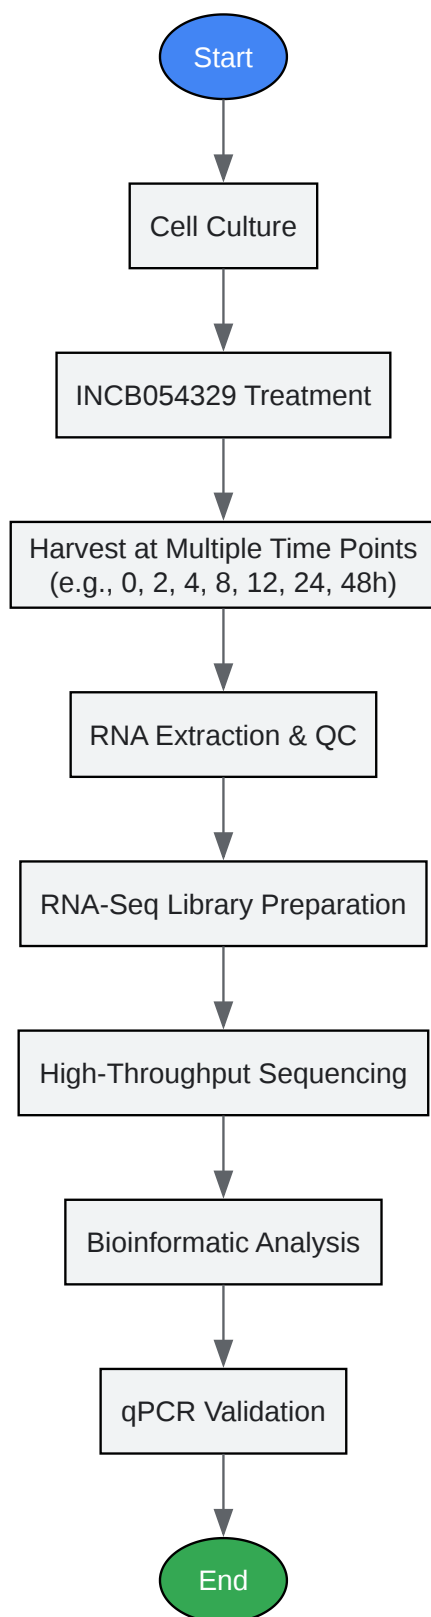 Start
Cell Culture
INCB054329 Treatment
Harvest at Multiple Time Points
(e.g., 0, 2, 4, 8, 12, 24, 48h)
RNA Extraction & QC
RNA-Seq Library Preparation
High-Throughput Sequencing
Bioinformatic Analysis
qPCR Validation
End